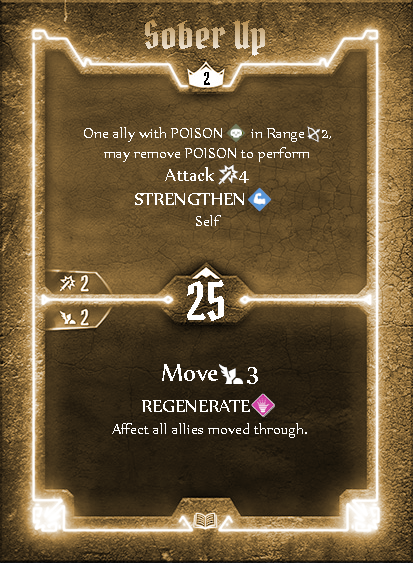 Sober Up
2
One ally with POISON in Range 2,
may remove POISON to perform
Attack 4
STRENGTHEN
Self
2
25
2
Move 3
REGENERATE
Affect all allies moved through.